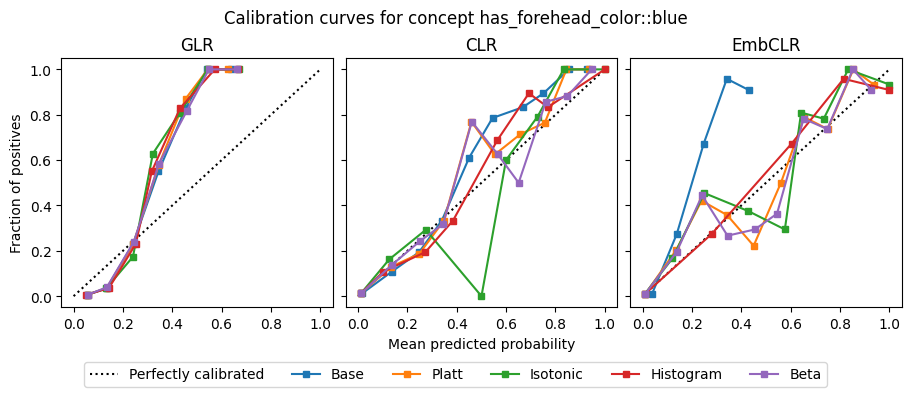 Calibration curves for concept has_forehead_color::blue
GLR
CLR
EmbCLR
Fraction of positives
1.0
0.8
0.6
0.4
0.2
0.0
0.0 0.2 0.4 0.6 0.8 1.0
0.0 0.2 0.4 0.6 0.8 1.0
0.0 0.2 0.4 0.6 0.8 1.0
Mean predicted probability
Perfectly calibrated Base Platt Isotonic Histogram Beta